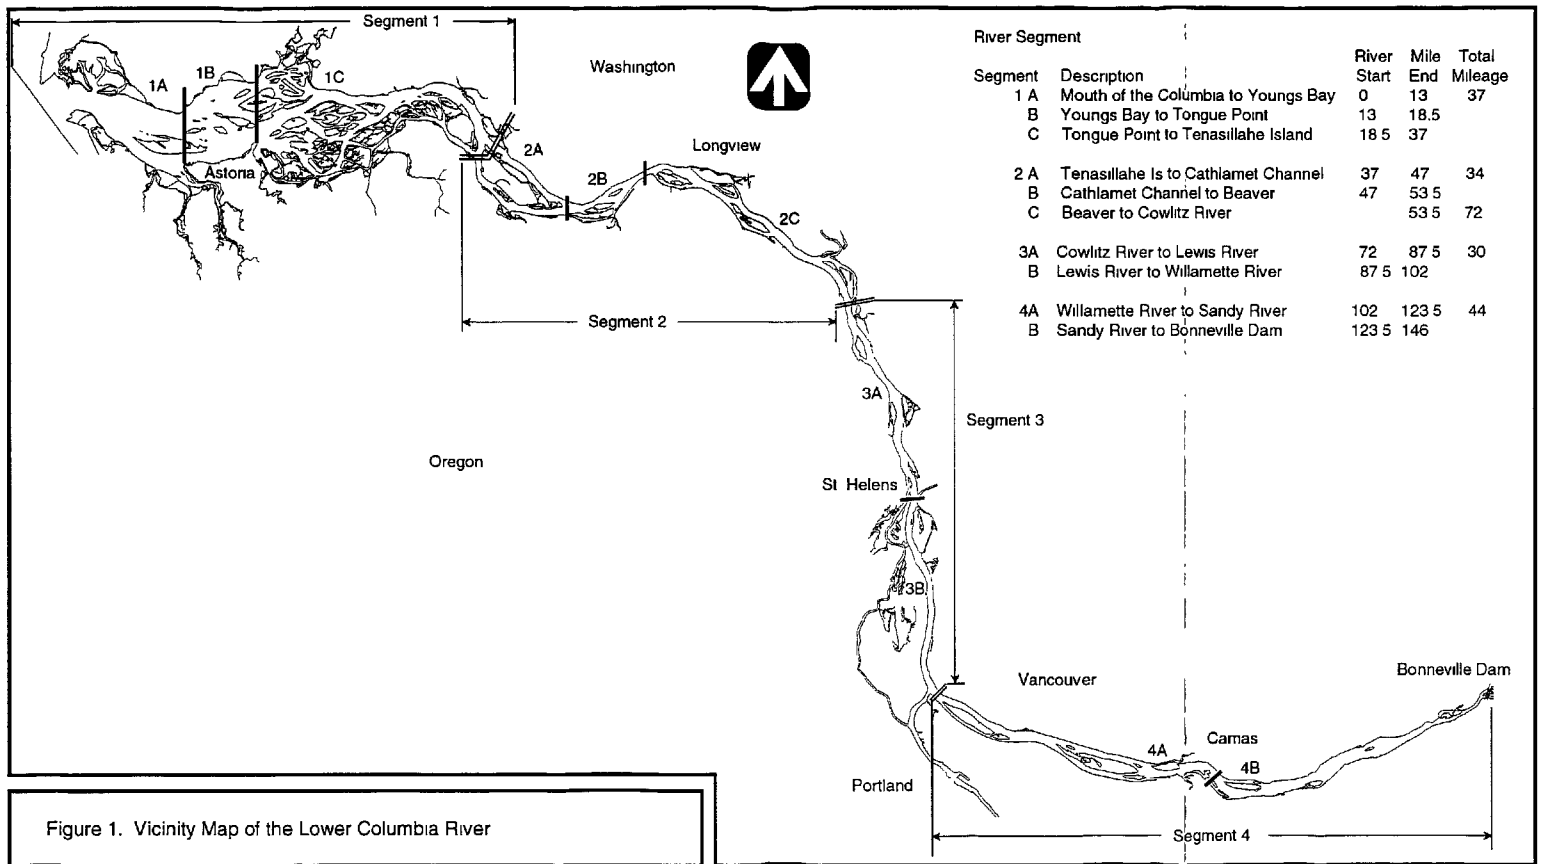 Segment 1
1A
1B
1C
Astoria
2A
2B
2C
Washington
Longview
Segment 2
Oregon
3A
St Helens
3B
Segment 3
Vancouver
Portland
4A
Camas
4B
Bonneville Dam
Segment 4
River Segment
River Mile Total
Segment Description Start End Mileage
1 A Mouth of the Columbia to Youngs Bay 0 13 37
B Youngs Bay to Tongue Point 13 18.5
C Tongue Point to Tenasillahe Island 18 5 37
2 A Tenasillahe Is to Cathlamet Channel 37 47 34
B Cathlamet Channel to Beaver 47 53 5
C Beaver to Cowlitz River 53 5 72
3A Cowlitz River to Lewis River 72 87 5 30
B Lewis River to Willamette River 87 5 102
4A Willamette River to Sandy River 102 123 5 44
B Sandy River to Bonneville Dam 123 5 146
Figure 1. Vicinity Map of the Lower Columbia River